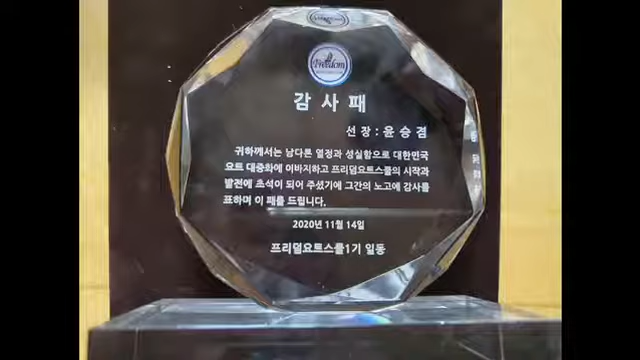 Freedom
감 사 패
선 장 : 윤 승 겸
귀하께서는 남다른 열정과 성실함으로 대한민국
요트 대중화에 이바지하고 프리덤요트스쿨의 시작과
발전에 초석이 되어 주셨기에 그간의 노고에 감사를
표하며 이 패를 드립니다.
2020년 11월 14일
프리덤요트스쿨1기 일동